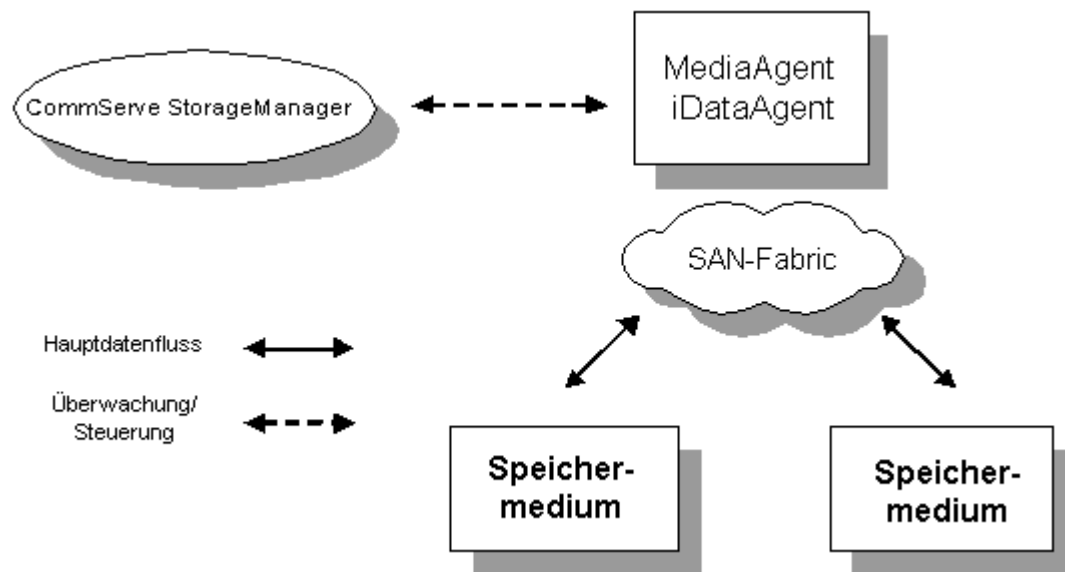 CommServe StorageManager
MediaAgent
iDataAgent
SAN-Fabric
Hauptdatenfluss
Überwachung/
Steuerung
Speicher-
medium
Speicher-
medium